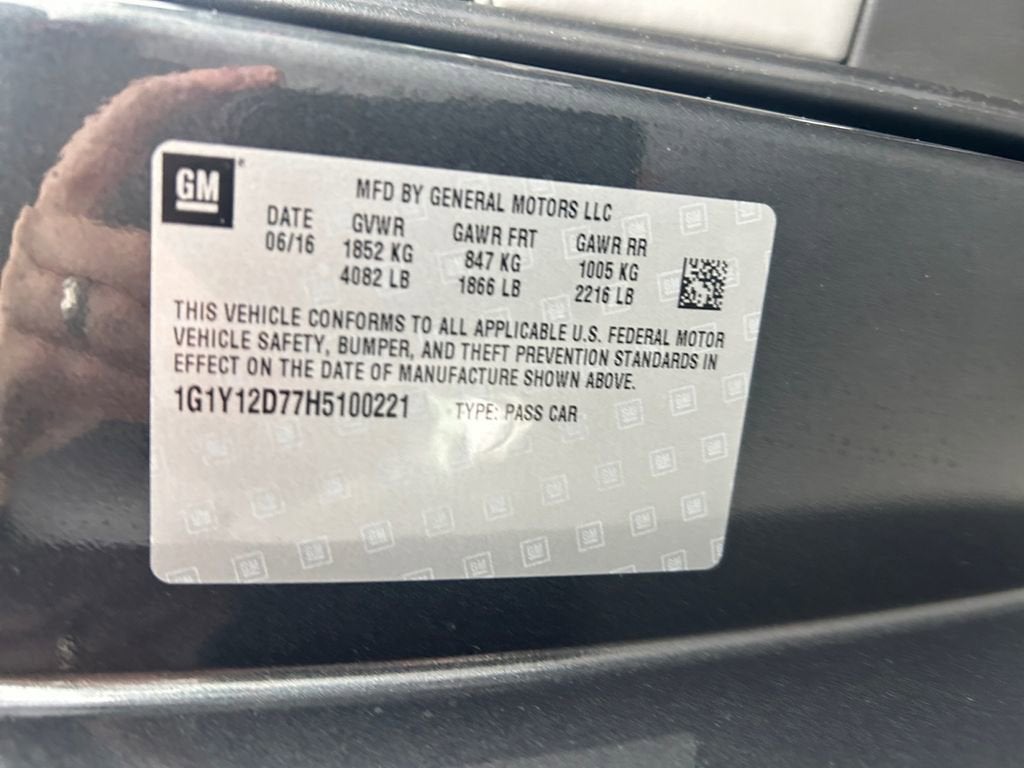 GM
MFD BY GENERAL MOTORS LLC
DATE GVWR GAWR FRT GAWR RR
06/16 1852 KG 847 KG 1005 KG
4082 LB 1866 LB 2216 LB
THIS VEHICLE CONFORMS TO ALL APPLICABLE U.S. FEDERAL MOTOR
VEHICLE SAFETY, BUMPER, AND THEFT PREVENTION STANDARDS IN
EFFECT ON THE DATE OF MANUFACTURE SHOWN ABOVE.
1G1Y12D77H5100221 TYPE: PASS CAR